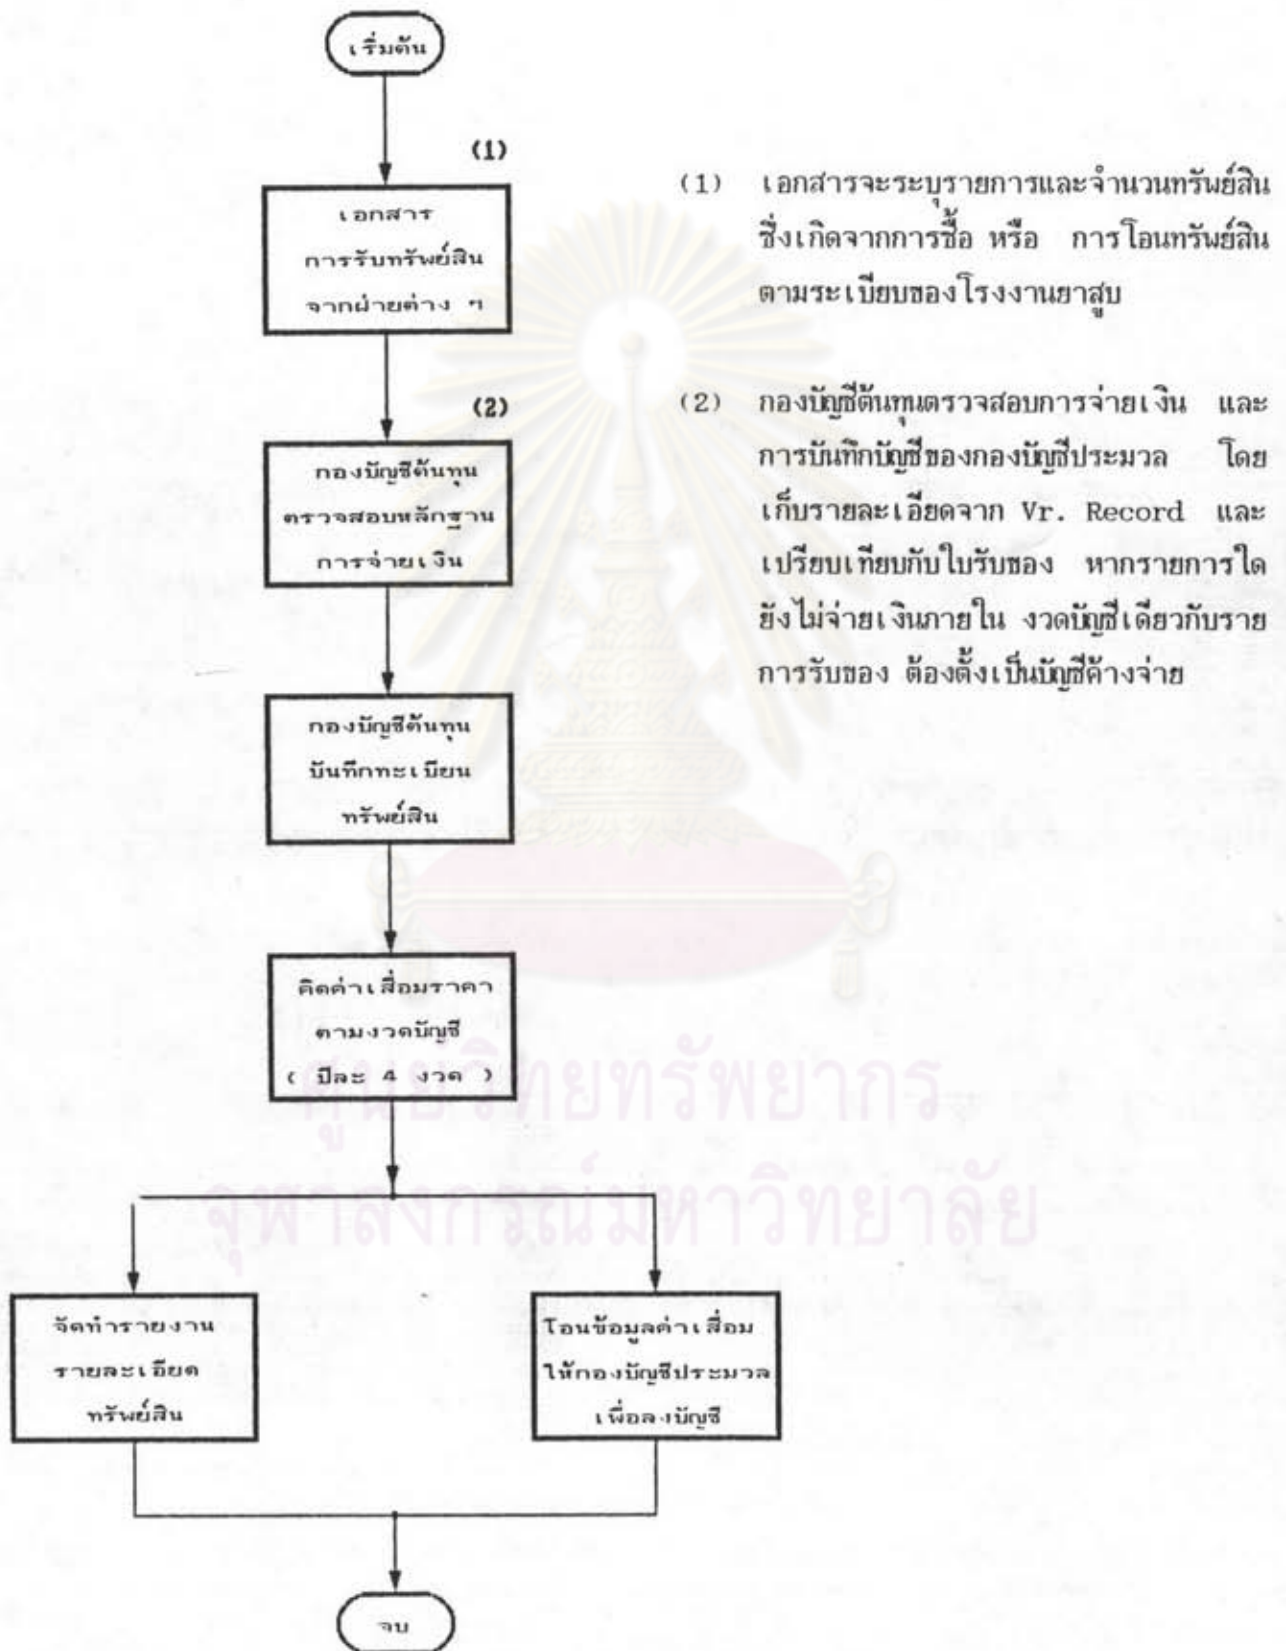 เริ่มต้น
(1)
เอกสาร
การรับทรัพย์สิน
จากฝ่ายต่าง ๆ
(1) เอกสารจะระบุรายการและจำนวนทรัพย์สิน
ซึ่งเกิดจากการซื้อ หรือ การโอนทรัพย์สิน
ตามระเบียบของโรงงานยาสูบ
(2)
กองบัญชีต้นทุน
ตรวจสอบหลักฐาน
การจ่ายเงิน
(2) กองบัญชีต้นทุนตรวจสอบการจ่ายเงิน และ
การบันทึกบัญชีของกองบัญชีประมวล โดย
เก็บรายละเอียดจาก Vr. Record และ
เปรียบเทียบกับใบรับของ หากรายการใด
ยังไม่จ่ายเงินภายใน งวดบัญชีเดียวกับราย
การรับของ ต้องตั้งเป็นบัญชีค้างจ่าย
กองบัญชีต้นทุน
บันทึกทะเบียน
ทรัพย์สิน
คิดค่าเสื่อมราคา
ตามงวดบัญชี
( ปีละ 4 งวด )
ศูนย์วิทยทรัพยากร
จุฬาลงกรณ์มหาวิทยาลัย
จัดทำรายงาน
รายละเอียด
ทรัพย์สิน
โอนข้อมูลค่าเสื่อม
ให้กองบัญชีประมวล
เพื่อลงบัญชี
จบ